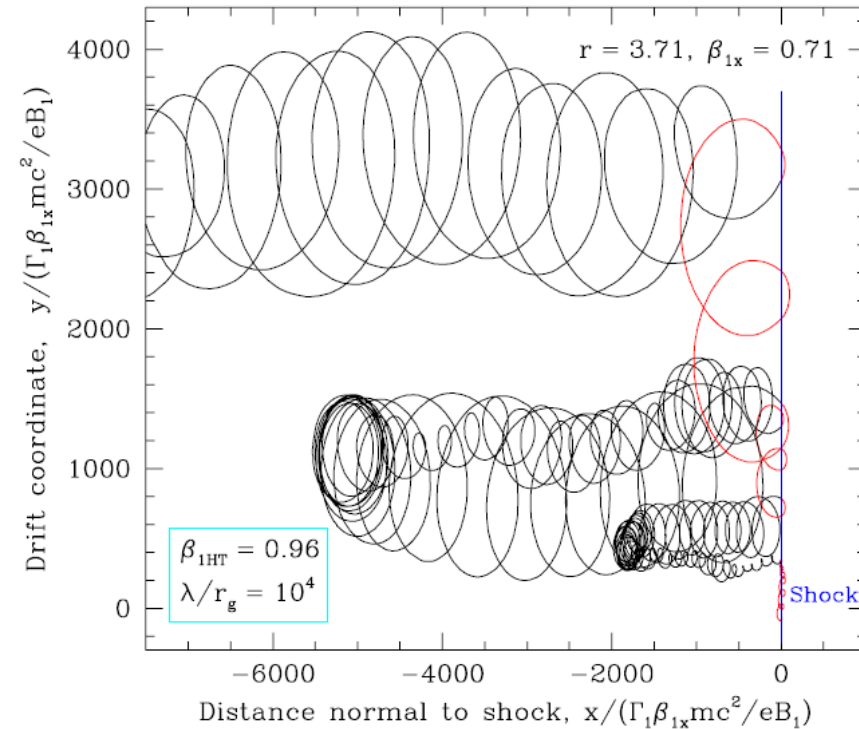 4000
r = 3.71, β₁ₓ = 0.71
3000
2000
1000
0
Drift coordinate, y/(Γ₁β₁ₓmc²/eB₁)
β₁HT = 0.96
λ/r_g = 10⁴
Shock
−6000 −4000 −2000 0
Distance normal to shock, x/(Γ₁β₁ₓmc²/eB₁)